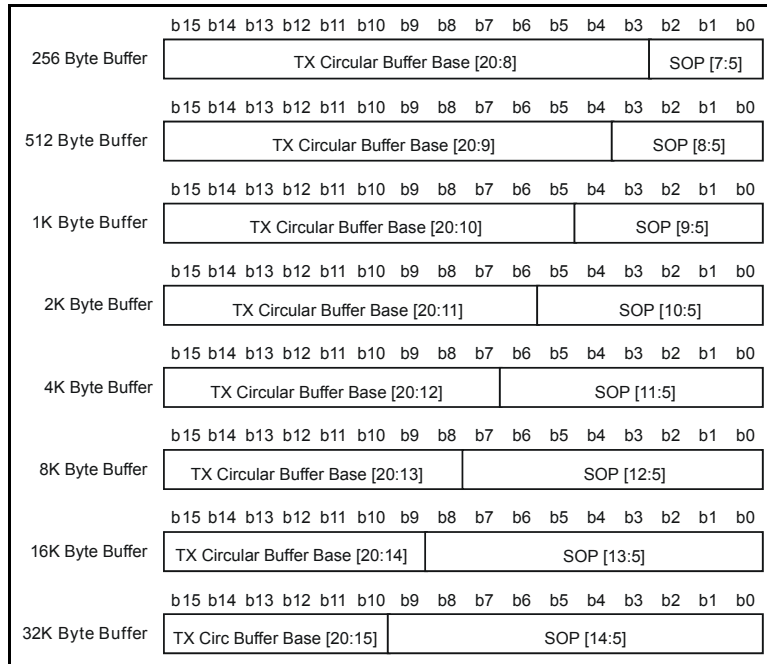 b15 b14 b13 b12 b11 b10 b9 b8 b7 b6 b5 b4 b3 b2 b1 b0
256 Byte Buffer TX Circular Buffer Base [20:8] SOP [7:5]
b15 b14 b13 b12 b11 b10 b9 b8 b7 b6 b5 b4 b3 b2 b1 b0
512 Byte Buffer TX Circular Buffer Base [20:9] SOP [8:5]
b15 b14 b13 b12 b11 b10 b9 b8 b7 b6 b5 b4 b3 b2 b1 b0
1K Byte Buffer TX Circular Buffer Base [20:10] SOP [9:5]
b15 b14 b13 b12 b11 b10 b9 b8 b7 b6 b5 b4 b3 b2 b1 b0
2K Byte Buffer TX Circular Buffer Base [20:11] SOP [10:5]
b15 b14 b13 b12 b11 b10 b9 b8 b7 b6 b5 b4 b3 b2 b1 b0
4K Byte Buffer TX Circular Buffer Base [20:12] SOP [11:5]
b15 b14 b13 b12 b11 b10 b9 b8 b7 b6 b5 b4 b3 b2 b1 b0
8K Byte Buffer TX Circular Buffer Base [20:13] SOP [12:5]
b15 b14 b13 b12 b11 b10 b9 b8 b7 b6 b5 b4 b3 b2 b1 b0
16K Byte Buffer TX Circular Buffer Base [20:14] SOP [13:5]
b15 b14 b13 b12 b11 b10 b9 b8 b7 b6 b5 b4 b3 b2 b1 b0
32K Byte Buffer TX Circ Buffer Base [20:15] SOP [14:5]